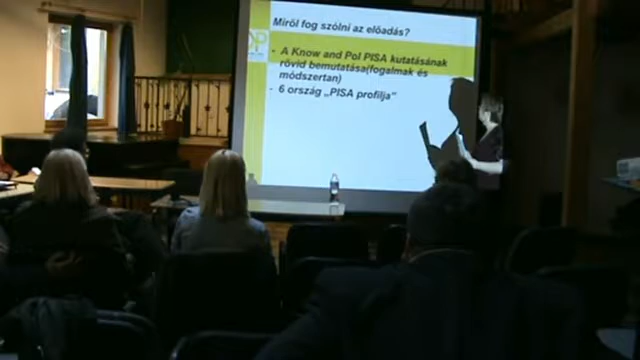 Miről fog szólni az előadás?
- A Know and Pol PISA kutatásának
rövid bemutatása(fogalmak és
módszertan)
- 6 ország „PISA profilja"